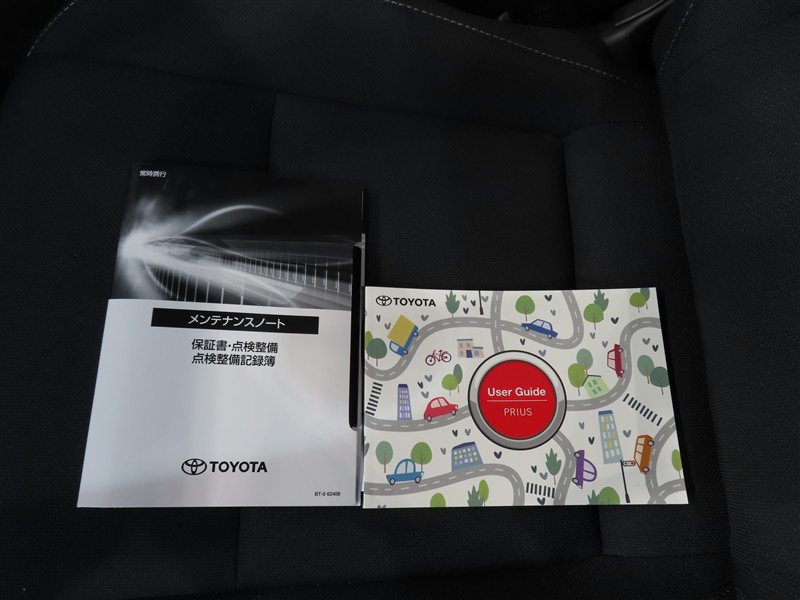 常時携行
メンテナンスノート
保証書・点検整備
点検整備記録簿
TOYOTA
BT-0 62408
TOYOTA
User Guide
PRIUS